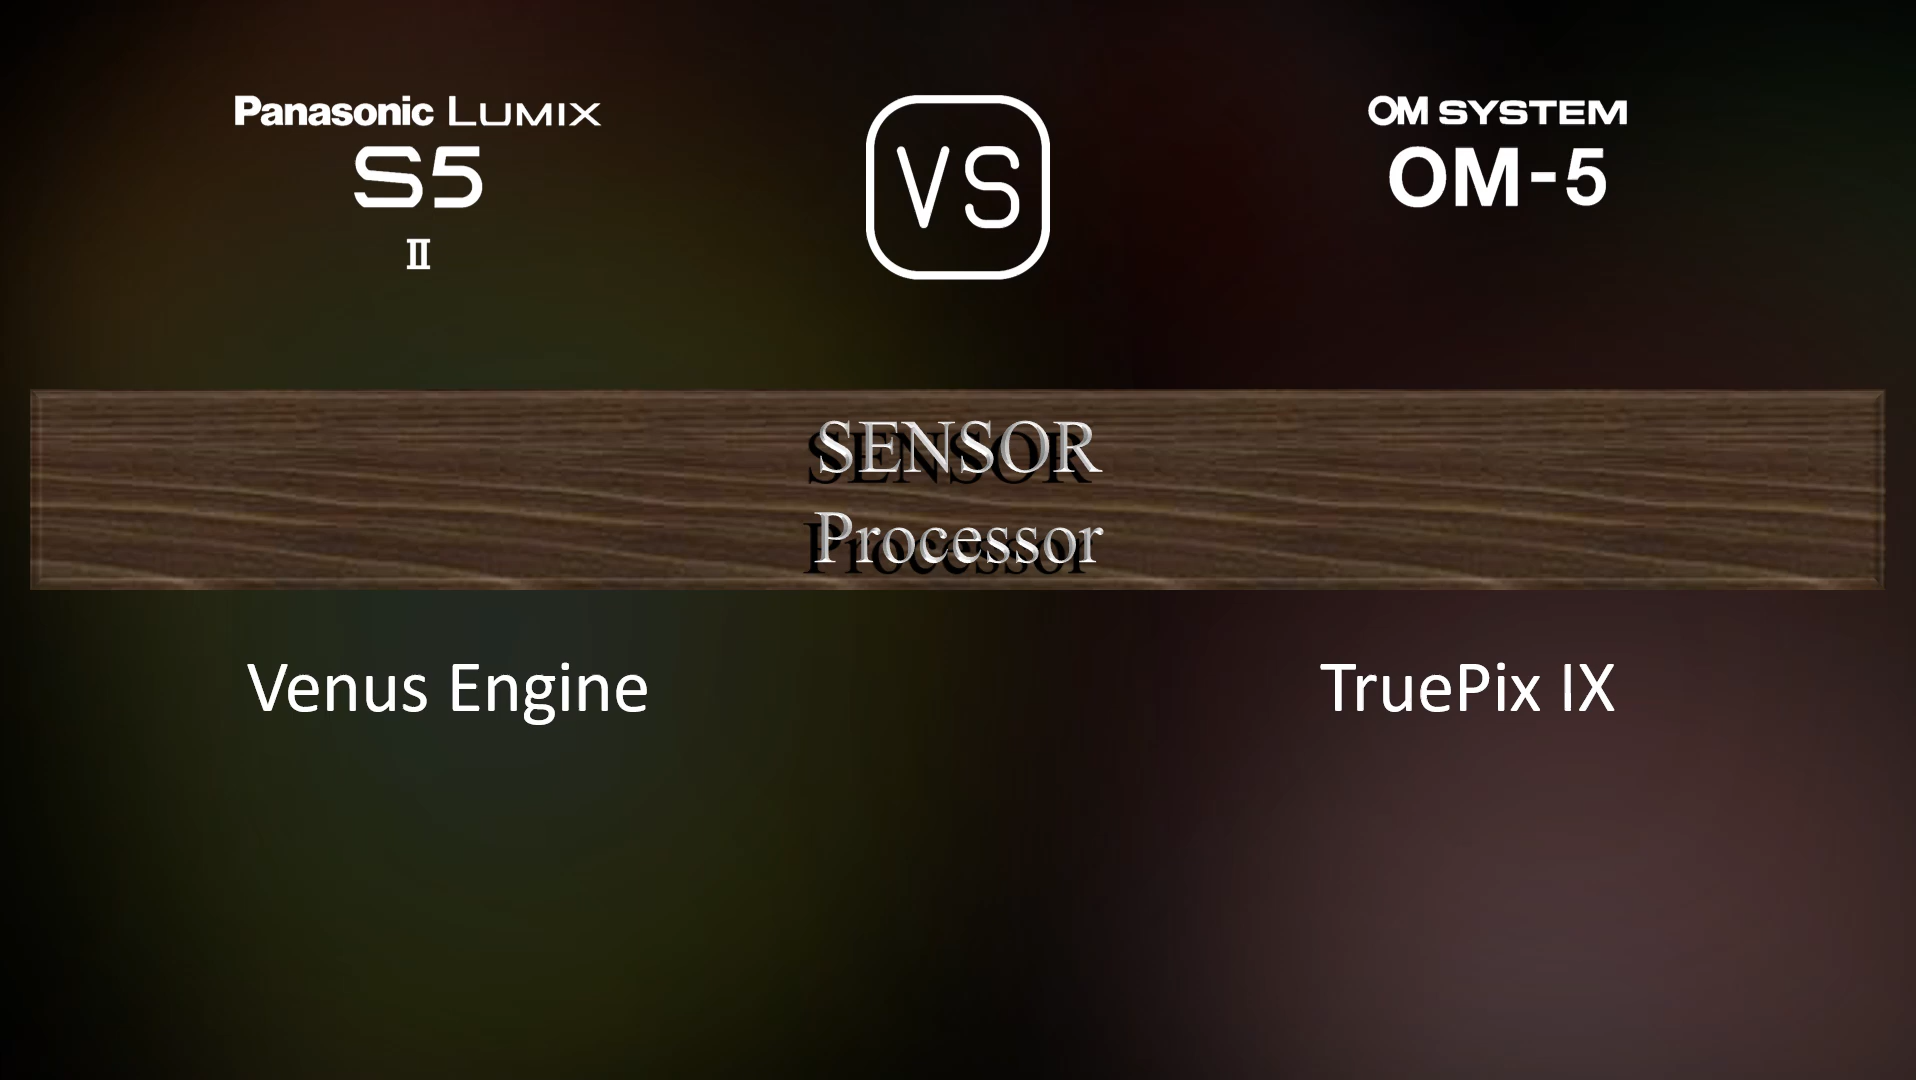 Panasonic LUMIX
S5
II
VS
OM SYSTEM
OM-5
SENSOR
Processor
Venus Engine
TruePix IX